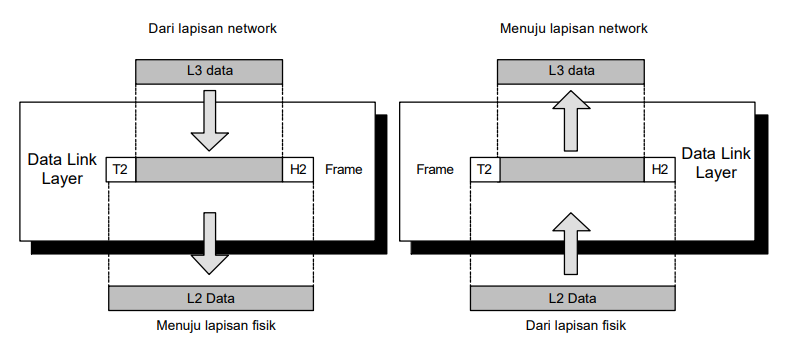 Dari lapisan network
L3 data
Data Link
Layer
T2
H2
Frame
L2 Data
Menuju lapisan fisik
Menuju lapisan network
L3 data
Frame
T2
H2
Data Link
Layer
L2 Data
Dari lapisan fisik